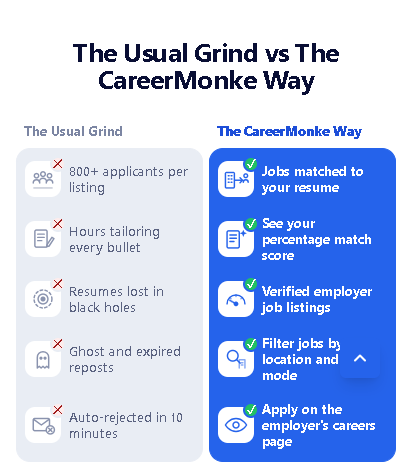 The Usual Grind vs The
CareerMonke Way
The Usual Grind
800+ applicants per
listing
Hours tailoring
every bullet
Resumes lost in
black holes
Ghost and expired
reposts
Auto-rejected in 10
minutes
The CareerMonke Way
Jobs matched to
your resume
See your
percentage match
score
Verified employer
job listings
Filter jobs by
location and
mode
Apply on the
employer's careers
page